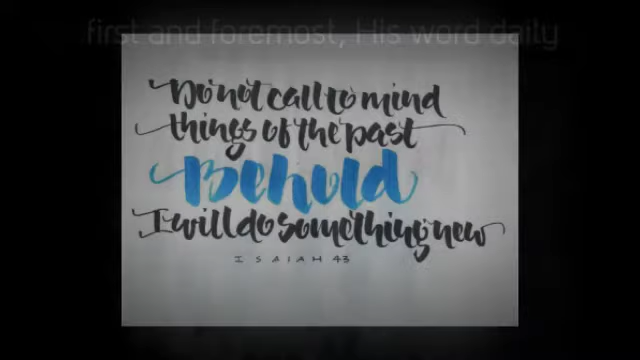 first and foremost, His word daily
Do not call to mind
things of the past
Behold
I will do something new
ISAIAH 43